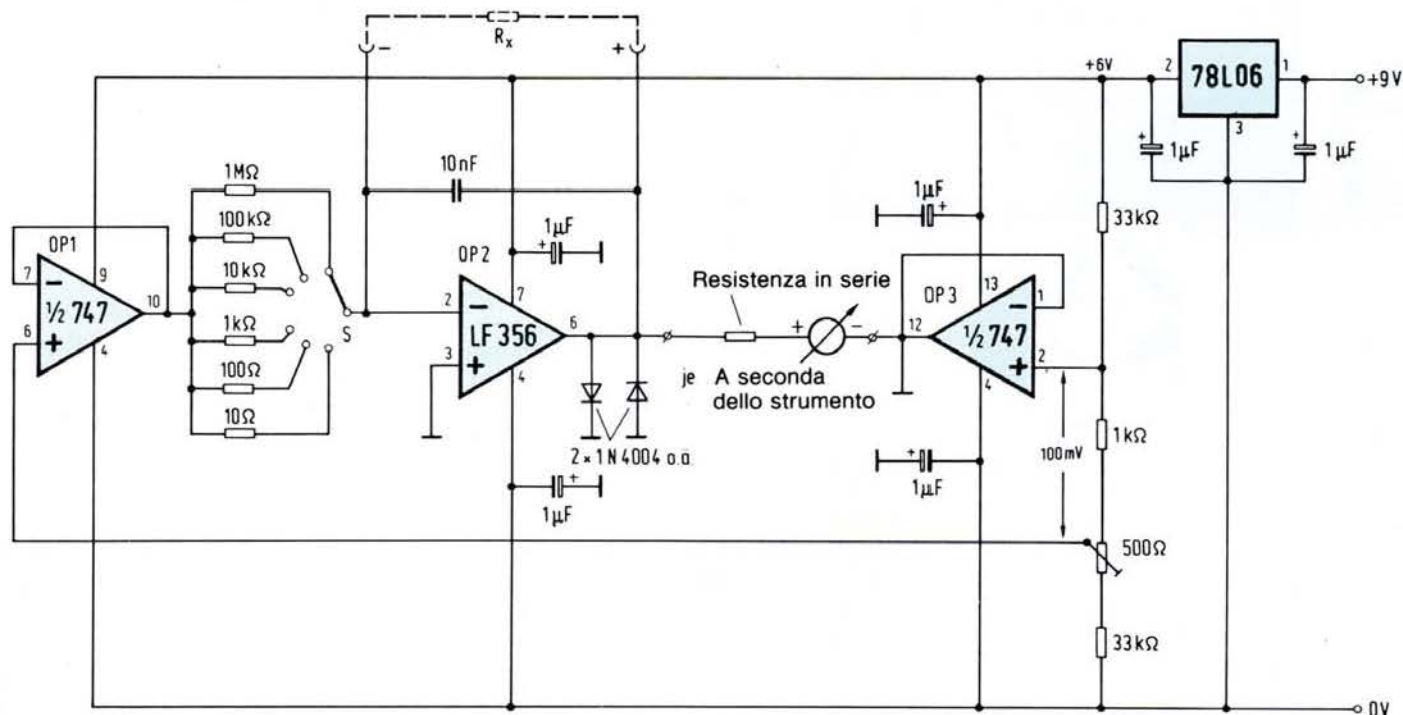 Rx
−
+
+6V
2
78L06
1
+9V
3
+
1µF
+
1µF
1MΩ
10nF
100kΩ
1µF
+
33kΩ
OP1
10kΩ
1µF
+
OP2
7
−
9
½ 747
10
6
+
4
1kΩ
S
100Ω
10Ω
2
−
7
LF 356
6
3
+
4
Resistenza in serie
+
−
je A seconda
dello strumento
OP3
13
1
−
12
½ 747
2
+
4
2 × 1N4004 o.ä.
+
1µF
+
1µF
100mV
1kΩ
500Ω
33kΩ
0V